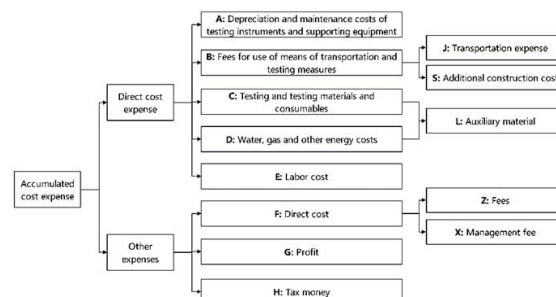 A: Depreciation and maintenance costs of
testing instruments and supporting equipment
B: Fees for use of means of transportation and
testing measures
J: Transportation expense
S: Additional construction cost
Direct cost
expense
C: Testing and testing materials and
consumables
L: Auxiliary material
D: Water, gas and other energy costs
E: Labor cost
Accumulated
cost expense
F: Direct cost
Z: Fees
X: Management fee
Other
expenses
G: Profit
H: Tax money